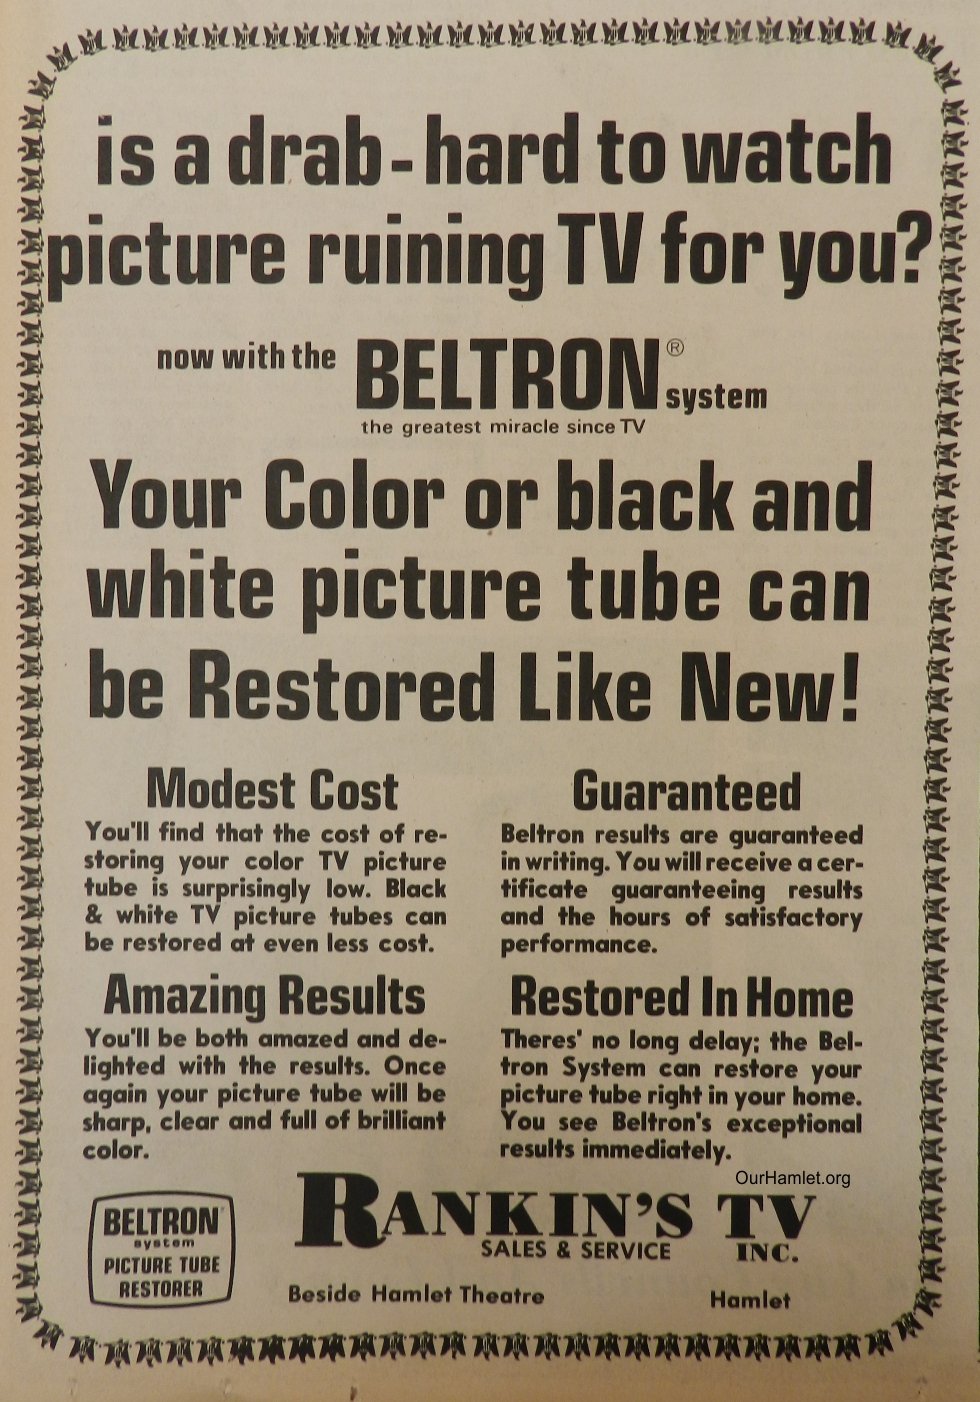 is a drab - hard to watch
picture ruining TV for you?
now with the BELTRON® system
the greatest miracle since TV
Your Color or black and
white picture tube can
be Restored Like New!
Modest Cost
You'll find that the cost of re-
storing your color TV picture
tube is surprisingly low. Black
& white TV picture tubes can
be restored at even less cost.
Guaranteed
Beltron results are guaranteed
in writing. You will receive a cer-
tificate guaranteeing results
and the hours of satisfactory
performance.
Amazing Results
You'll be both amazed and de-
lighted with the results. Once
again your picture tube will be
sharp, clear and full of brilliant
color.
Restored In Home
Theres' no long delay; the Bel-
tron System can restore your
picture tube right in your home.
You see Beltron's exceptional
results immediately.
OurHamlet.org
BELTRON
system
PICTURE TUBE
RESTORER
RANKIN'S TV
SALES & SERVICE INC.
Beside Hamlet Theatre Hamlet